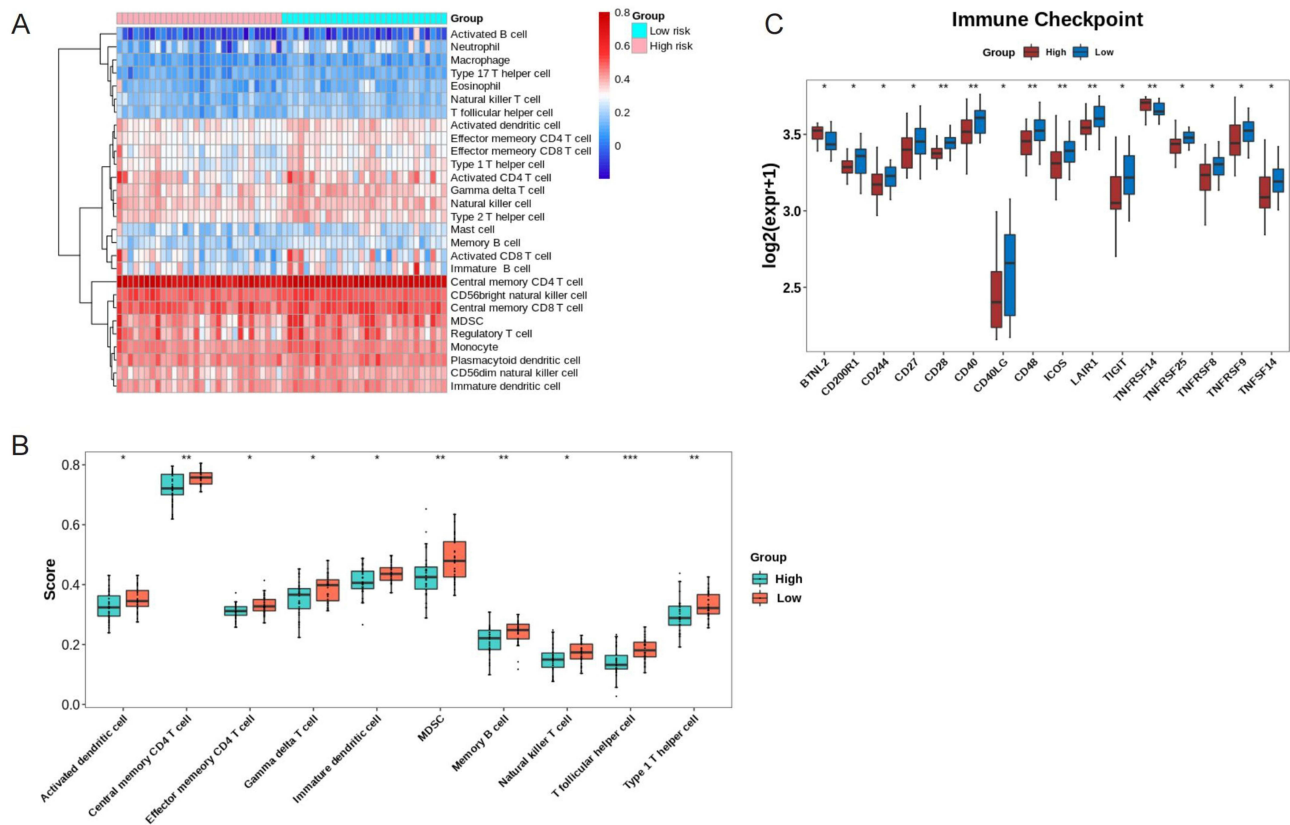 A
Group
Activated B cell
Neutrophil
Macrophage
Type 17 T helper cell
Eosinophil
Natural killer T cell
T follicular helper cell
Activated dendritic cell
Effector memeory CD4 T cell
Effector memeory CD8 T cell
Type 1 T helper cell
Activated CD4 T cell
Gamma delta T cell
Natural killer cell
Type 2 T helper cell
Mast cell
Memory B cell
Activated CD8 T cell
Immature B cell
Central memory CD4 T cell
CD56bright natural killer cell
Central memory CD8 T cell
MDSC
Regulatory T cell
Monocyte
Plasmacytoid dendritic cell
CD56dim natural killer cell
Immature dendritic cell
0.8
0.6
0.4
0.2
0
Group
Low risk
High risk
C
Immune Checkpoint
Group High Low
* * * * ** ** * ** ** ** * ** * * * *
log2(expr+1)
3.5
3.0
2.5
BTNL2
CD200R1
CD244
CD27
CD28
CD40
CD40LG
CD48
ICOS
LAIR1
TIGIT
TNFRSF14
TNFRSF25
TNFRSF8
TNFRSF9
TNFSF14
B
* ** * * * ** ** * *** **
Score
0.8
0.6
0.4
0.2
0.0
Activated dendritic cell
Central memory CD4 T cell
Effector memeory CD4 T cell
Gamma delta T cell
Immature dendritic cell
MDSC
Memory B cell
Natural killer T cell
T follicular helper cell
Type 1 T helper cell
Group
High
Low